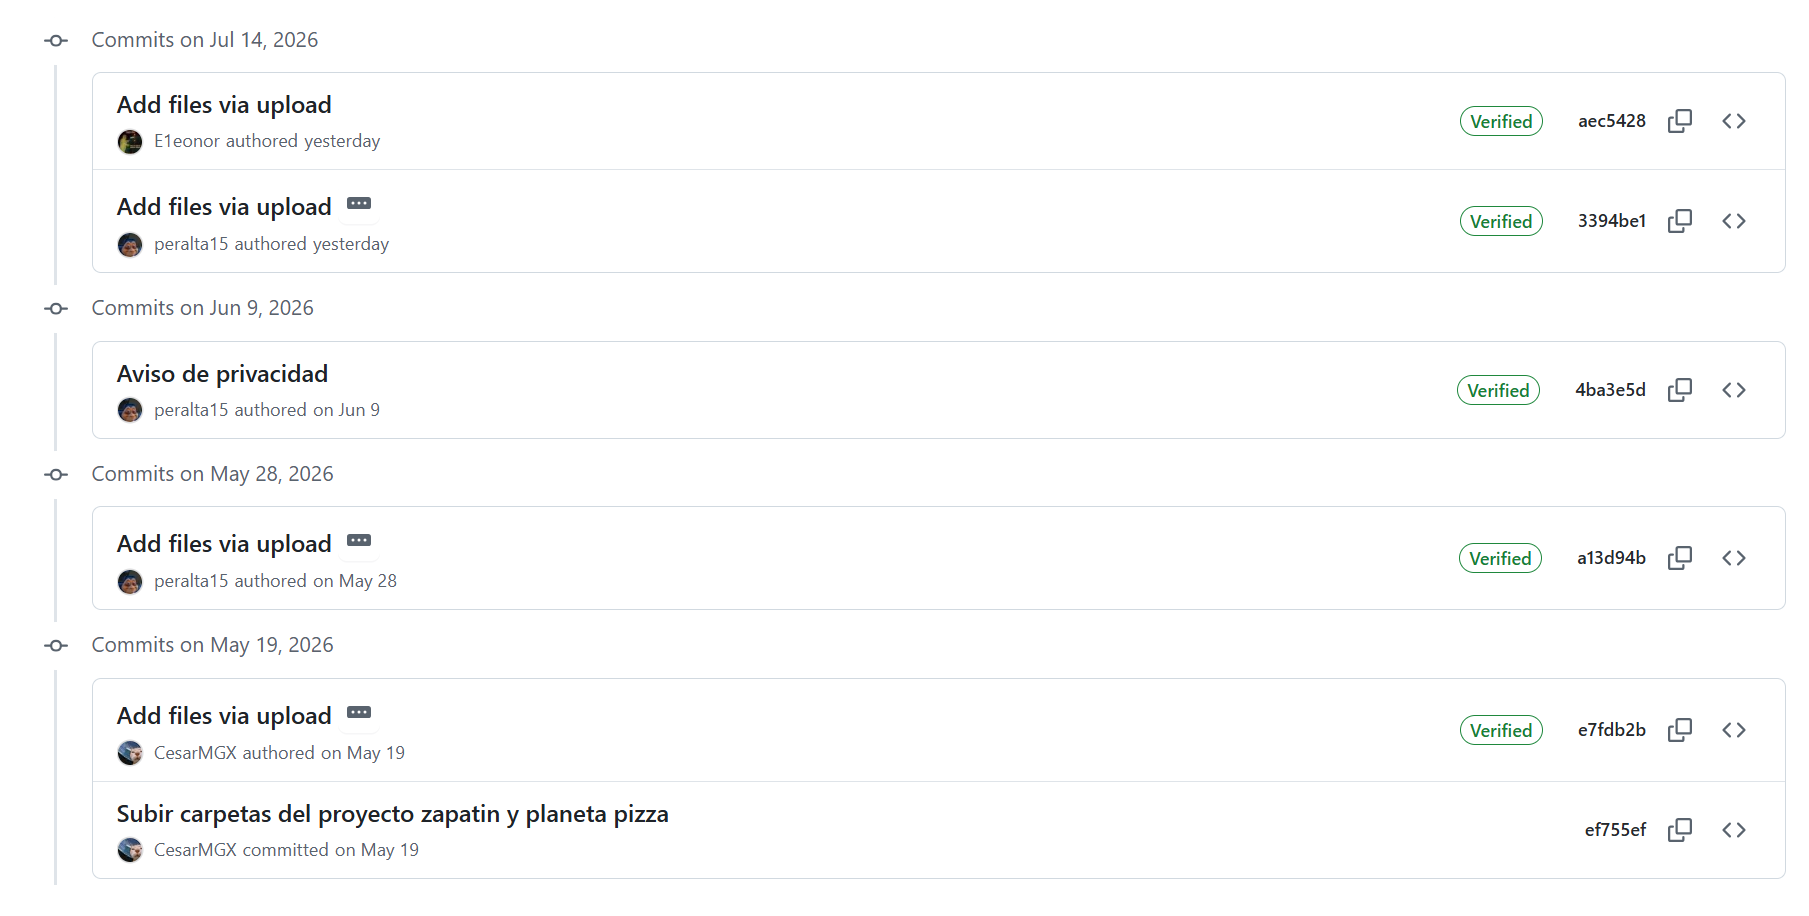 Commits on Jul 14, 2026
Add files via upload
E1eonor authored yesterday
Verified
aec5428
Add files via upload
peralta15 authored yesterday
Verified
3394be1
Commits on Jun 9, 2026
Aviso de privacidad
peralta15 authored on Jun 9
Verified
4ba3e5d
Commits on May 28, 2026
Add files via upload
peralta15 authored on May 28
Verified
a13d94b
Commits on May 19, 2026
Add files via upload
CesarMGX authored on May 19
Verified
e7fdb2b
Subir carpetas del proyecto zapatin y planeta pizza
CesarMGX committed on May 19
ef755ef